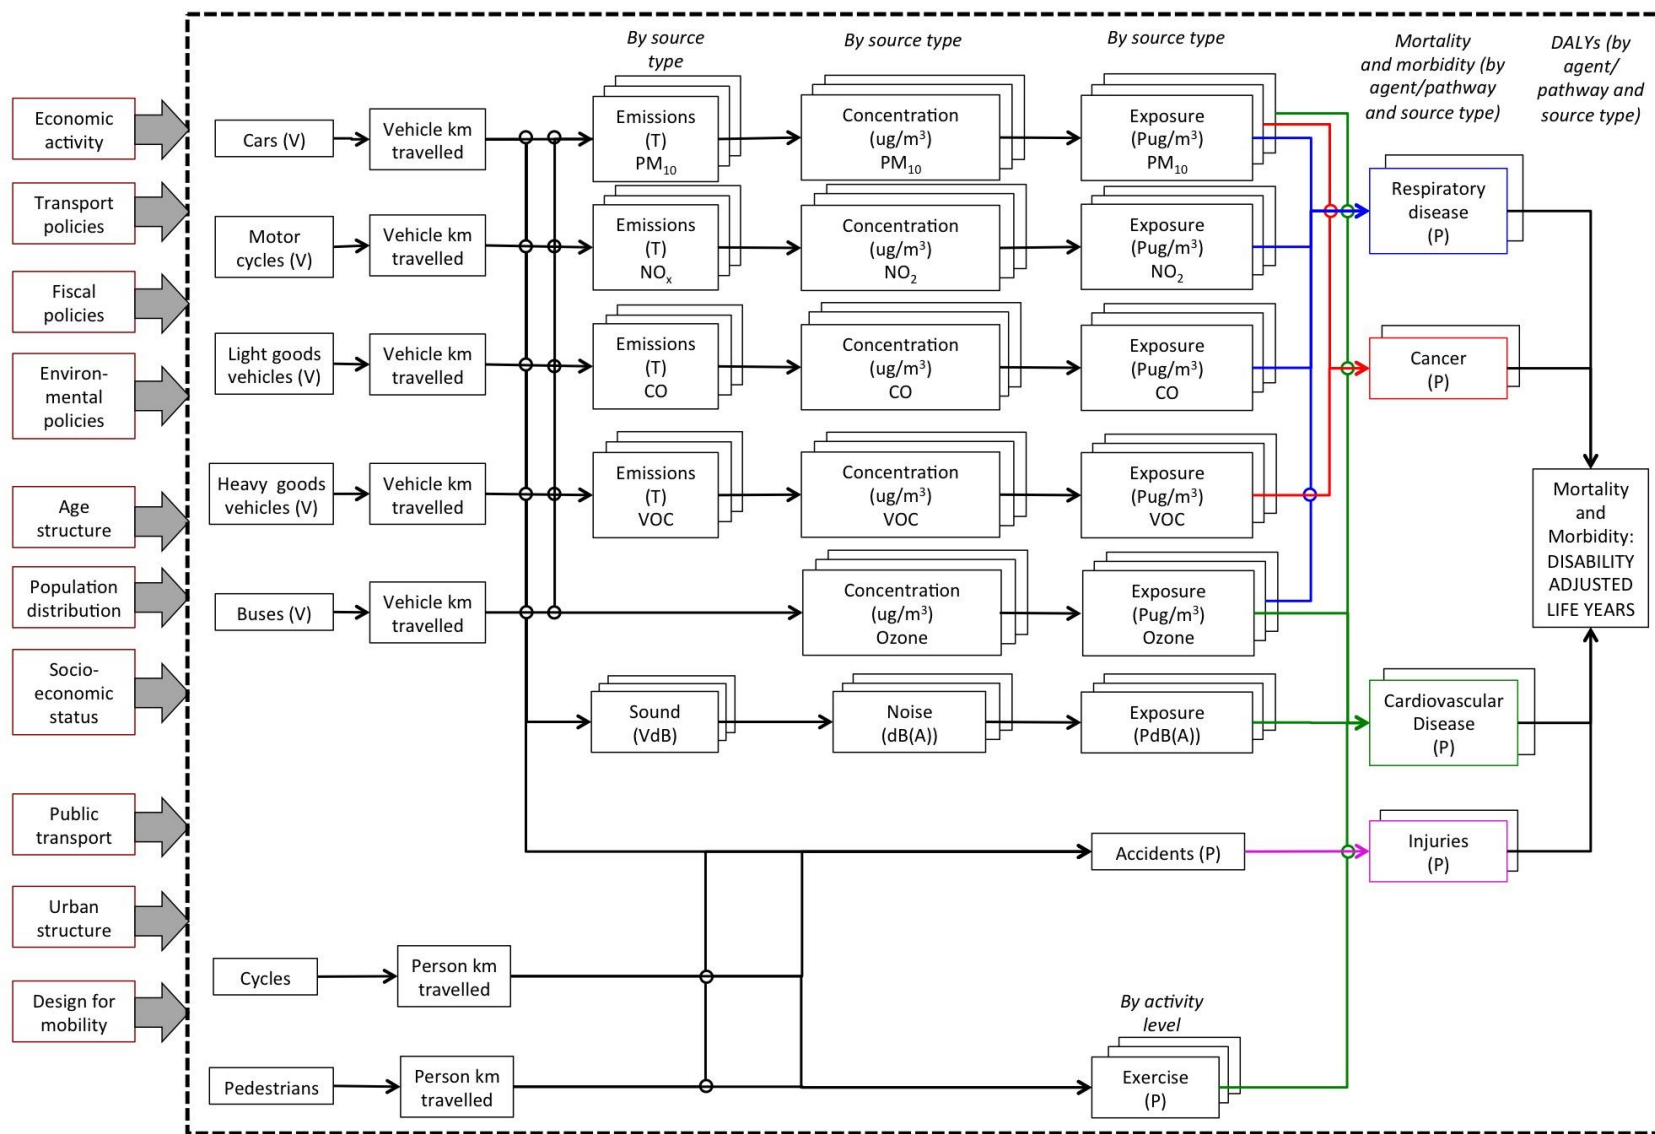 By source
type
By source type
By source type
Mortality
and morbidity (by
agent/pathway
and source type)
DALYs (by
agent/
pathway and
source type)
Economic
activity
Transport
policies
Fiscal
policies
Environ-
mental
policies
Age
structure
Population
distribution
Socio-
economic
status
Public
transport
Urban
structure
Design for
mobility
Cars (V)
Vehicle km
travelled
Emissions
(T)
PM10
Concentration
(ug/m³)
PM10
Exposure
(Pug/m³)
PM10
Respiratory
disease
(P)
Motor
cycles (V)
Vehicle km
travelled
Emissions
(T)
NOx
Concentration
(ug/m³)
NO2
Exposure
(Pug/m³)
NO2
Light goods
vehicles (V)
Vehicle km
travelled
Emissions
(T)
CO
Concentration
(ug/m³)
CO
Exposure
(Pug/m³)
CO
Cancer
(P)
Heavy goods
vehicles (V)
Vehicle km
travelled
Emissions
(T)
VOC
Concentration
(ug/m³)
VOC
Exposure
(Pug/m³)
VOC
Mortality
and
Morbidity:
DISABILITY
ADJUSTED
LIFE YEARS
Buses (V)
Vehicle km
travelled
Concentration
(ug/m³)
Ozone
Exposure
(Pug/m³)
Ozone
Sound
(VdB)
Noise
(dB(A))
Exposure
(PdB(A))
Cardiovascular
Disease
(P)
Accidents (P)
Injuries
(P)
Cycles
Person km
travelled
By activity
level
Pedestrians
Person km
travelled
Exercise
(P)